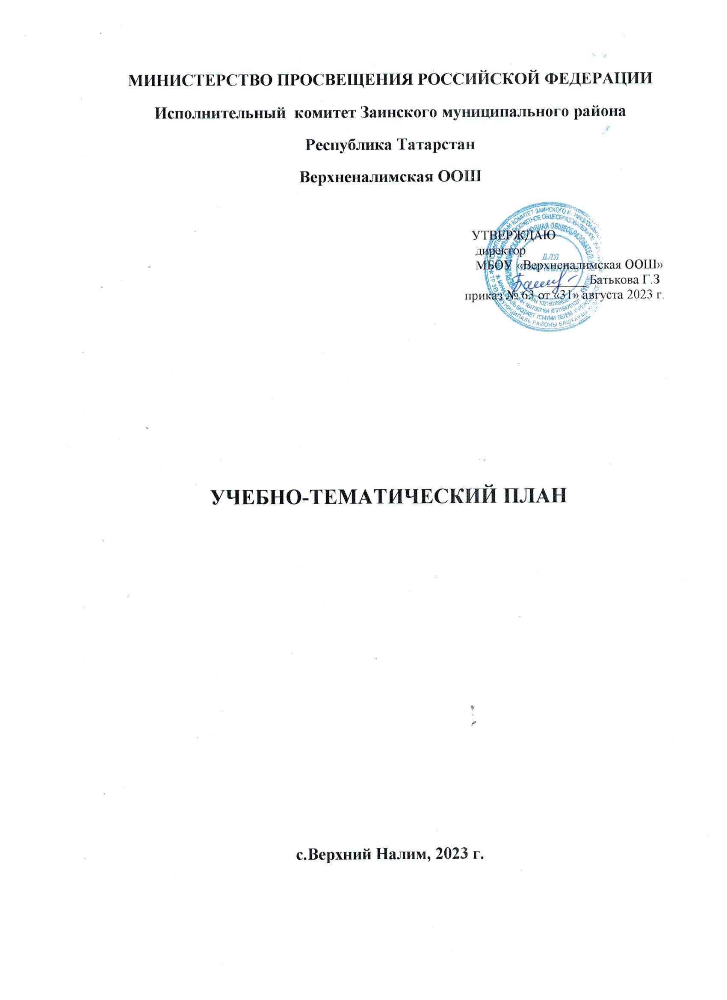 МИНИСТЕРСТВО ПРОСВЕЩЕНИЯ РОССИЙСКОЙ ФЕДЕРАЦИИ
Исполнительный комитет Заинского муниципального района
Республика Татарстан
Верхненалимская ООШ
УТВЕРЖДАЮ
директор
МБОУ «Верхненалимская ООШ»
Батькова Г.З
приказ № 63 от «31» августа 2023 г.
ДЛЯ
УЧЕБНО-ТЕМАТИЧЕСКИЙ ПЛАН
с.Верхний Налим, 2023 г.